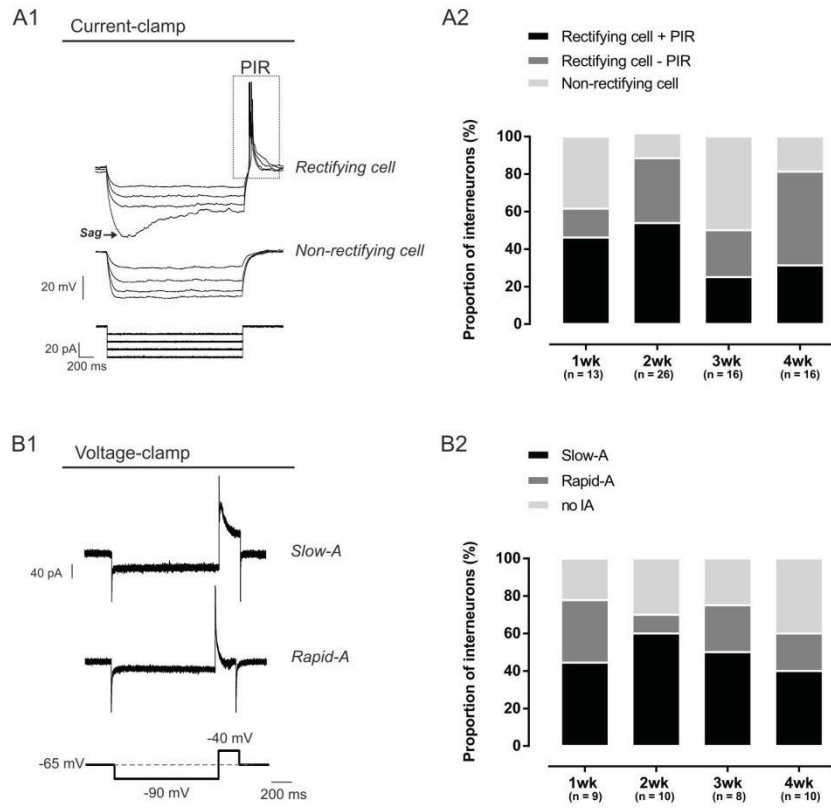 A1
Current-clamp
PIR
Rectifying cell
Sag
Non-rectifying cell
20 mV
20 pA
200 ms
A2
Rectifying cell + PIR
Rectifying cell - PIR
Non-rectifying cell
Proportion of interneurons (%)
100
80
60
40
20
0
1wk 2wk 3wk 4wk
(n = 13) (n = 26) (n = 16) (n = 16)
B1
Voltage-clamp
Slow-A
40 pA
Rapid-A
-40 mV
-65 mV
-90 mV
200 ms
B2
Slow-A
Rapid-A
no IA
Proportion of interneurons (%)
100
80
60
40
20
0
1wk 2wk 3wk 4wk
(n = 9) (n = 10) (n = 8) (n = 10)